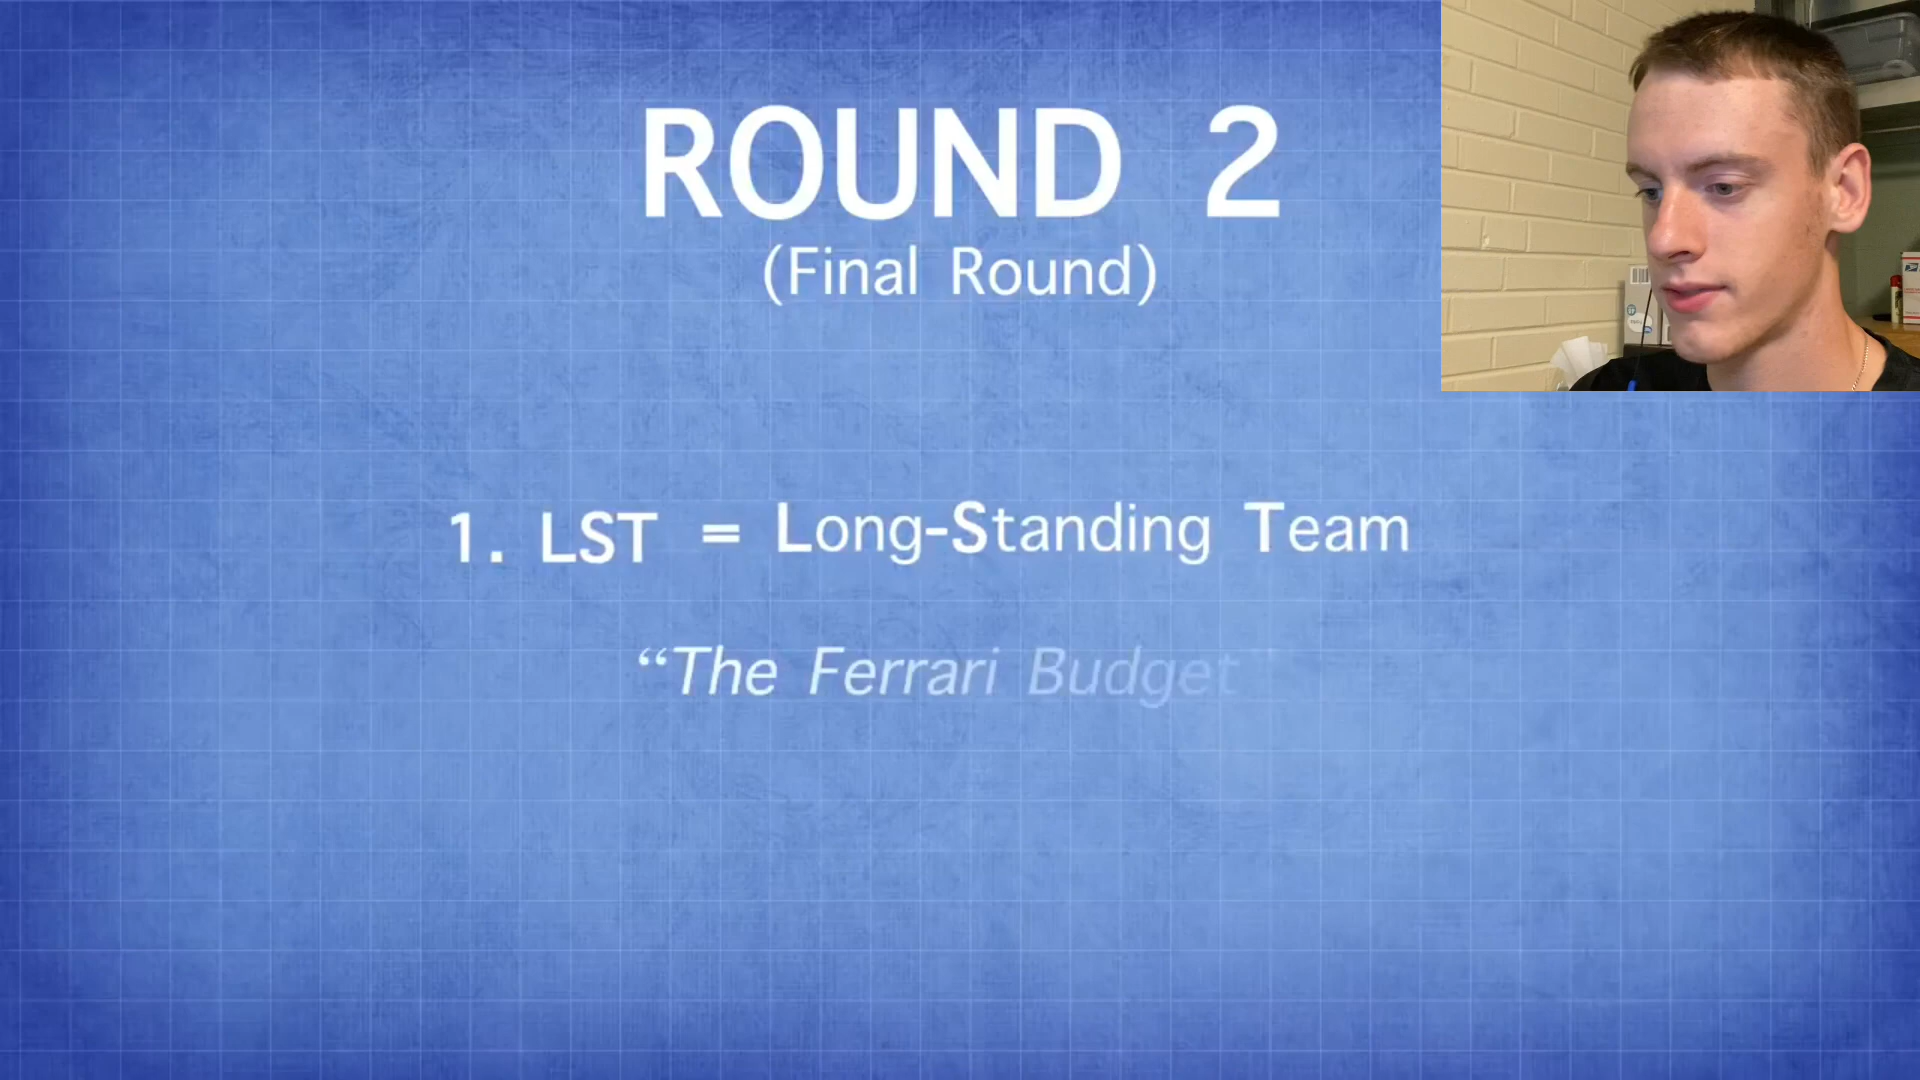 ROUND 2
(Final Round)
1. LST = Long-Standing Team
“The Ferrari Budget”